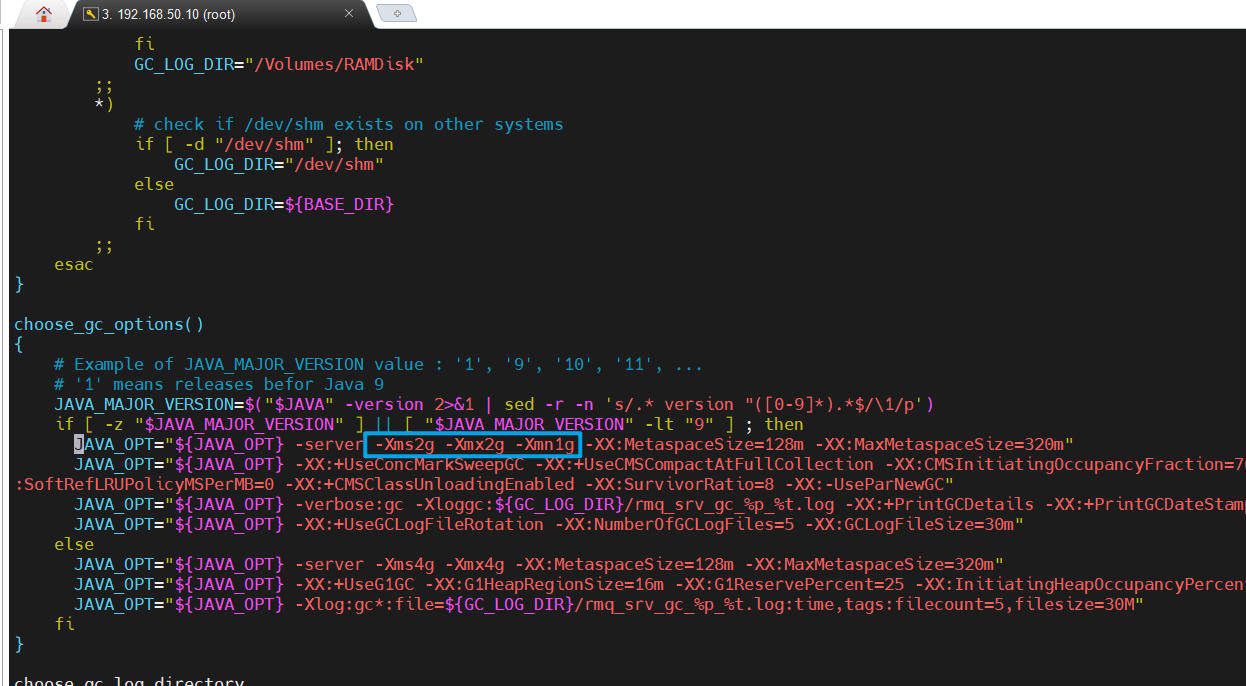 3. 192.168.50.10 (root)
fi
GC_LOG_DIR="/Volumes/RAMDisk"
;;
*)
# check if /dev/shm exists on other systems
if [ -d "/dev/shm" ]; then
GC_LOG_DIR="/dev/shm"
else
GC_LOG_DIR=${BASE_DIR}
fi
;;
esac
}
choose_gc_options()
{
# Example of JAVA_MAJOR_VERSION value : '1', '9', '10', '11', ...
# '1' means releases befor Java 9
JAVA_MAJOR_VERSION=$("$JAVA" -version 2>&1 | sed -r -n 's/.* version "([0-9]*).*$/\1/p')
if [ -z "$JAVA_MAJOR_VERSION" ] || [ "$JAVA_MAJOR_VERSION" -lt "9" ] ; then
JAVA_OPT="${JAVA_OPT} -server -Xms2g -Xmx2g -Xmn1g -XX:MetaspaceSize=128m -XX:MaxMetaspaceSize=320m"
JAVA_OPT="${JAVA_OPT} -XX:+UseConcMarkSweepGC -XX:+UseCMSCompactAtFullCollection -XX:CMSInitiatingOccupancyFraction=7
:SoftRefLRUPolicyMSPerMB=0 -XX:+CMSClassUnloadingEnabled -XX:SurvivorRatio=8 -XX:-UseParNewGC"
JAVA_OPT="${JAVA_OPT} -verbose:gc -Xloggc:${GC_LOG_DIR}/rmq_srv_gc_%p_%t.log -XX:+PrintGCDetails -XX:+PrintGCDateStam
JAVA_OPT="${JAVA_OPT} -XX:+UseGCLogFileRotation -XX:NumberOfGCLogFiles=5 -XX:GCLogFileSize=30m"
else
JAVA_OPT="${JAVA_OPT} -server -Xms4g -Xmx4g -XX:MetaspaceSize=128m -XX:MaxMetaspaceSize=320m"
JAVA_OPT="${JAVA_OPT} -XX:+UseG1GC -XX:G1HeapRegionSize=16m -XX:G1ReservePercent=25 -XX:InitiatingHeapOccupancyPercen
JAVA_OPT="${JAVA_OPT} -Xlog:gc*:file=${GC_LOG_DIR}/rmq_srv_gc_%p_%t.log:time,tags:filecount=5,filesize=30M"
fi
}
choose_gc_log_directory